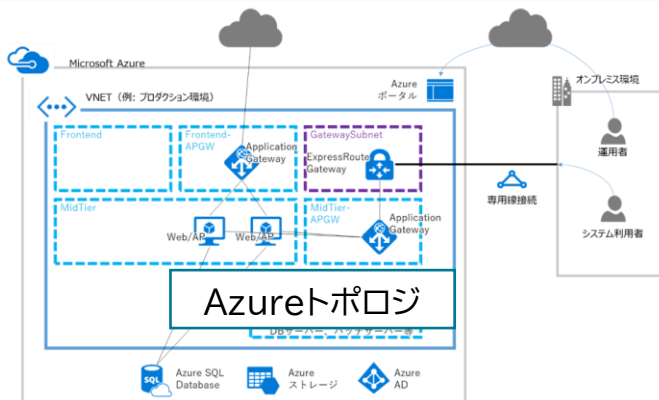 Microsoft Azure
Azure
ポータル
オンプレミス環境
VNET（例: プロダクション環境）
Frontend
Frontend-
APGW
Application
Gateway
GatewaySubnet
ExpressRoute
Gateway
運用者
専用線接続
MidTier
Web/AP
Web/AP
MidTier-
APGW
Application
Gateway
システム利用者
Azureトポロジ
DBサーバー、バッチサーバー等
SQL
Azure SQL
Database
Azure
ストレージ
Azure
AD